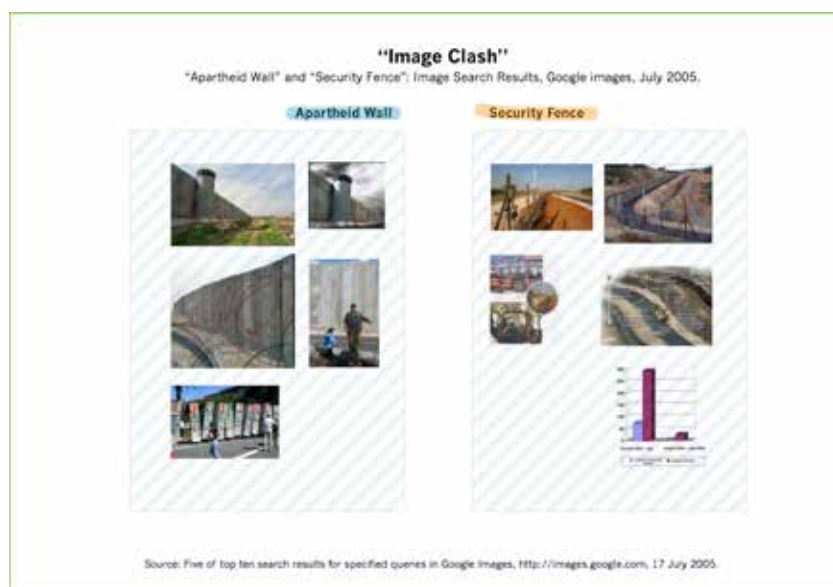 “Image Clash”
“Apartheid Wall” and “Security Fence”: Image Search Results, Google images, July 2005.
Apartheid Wall
Security Fence
Source: Five of top ten search results for specified queries in Google Images, http://images.google.com, 17 July 2005.